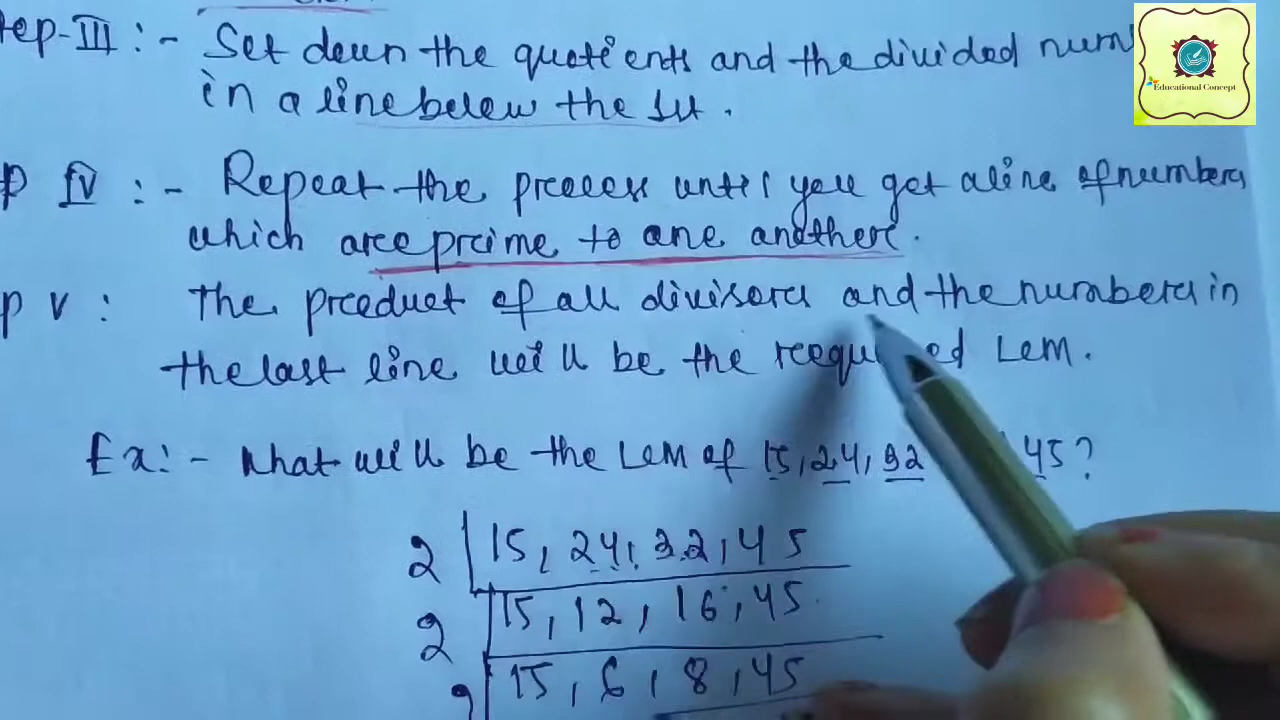 tep-III :- Set down the quotients and the divided num
Educational Concept
in a line below the 1st.
p IV :- Repeat the process until you get a line of numbers
which are prime to one another.
p V : The product of all divisors and the numbers in
the last line will be the required LCM.
Ex:- What will be the LCM of 15, 24, 32 45?
2 15, 24, 32, 45
2 15, 12, 16, 45
2 15, 6, 8, 45